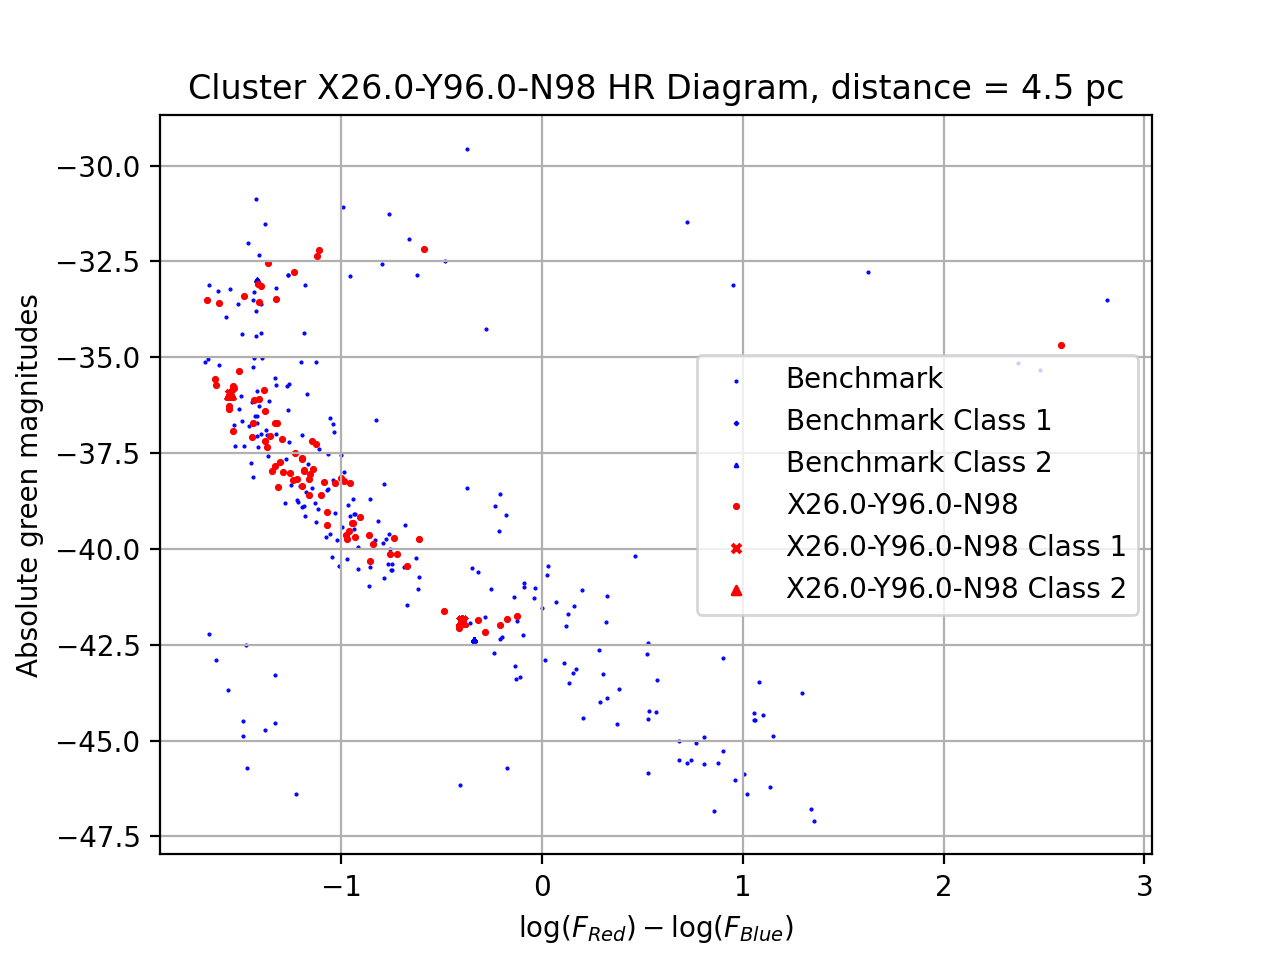 Cluster X26.0-Y96.0-N98 HR Diagram, distance = 4.5 pc
Absolute green magnitudes
−30.0
−32.5
−35.0
−37.5
−40.0
−42.5
−45.0
−47.5
Benchmark
Benchmark Class 1
Benchmark Class 2
X26.0-Y96.0-N98
X26.0-Y96.0-N98 Class 1
X26.0-Y96.0-N98 Class 2
−1 0 1 2 3
log(F_Red) − log(F_Blue)